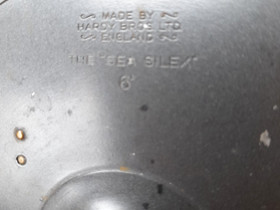 MADE BY
HARDY BROS. LTD
ENGLAND
THE "SEA SILEX"
6"